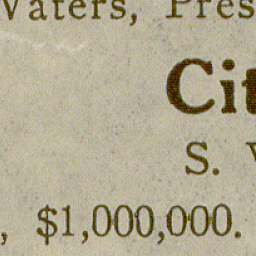 Waters, Pres
Cit
S.
, $1,000,000.